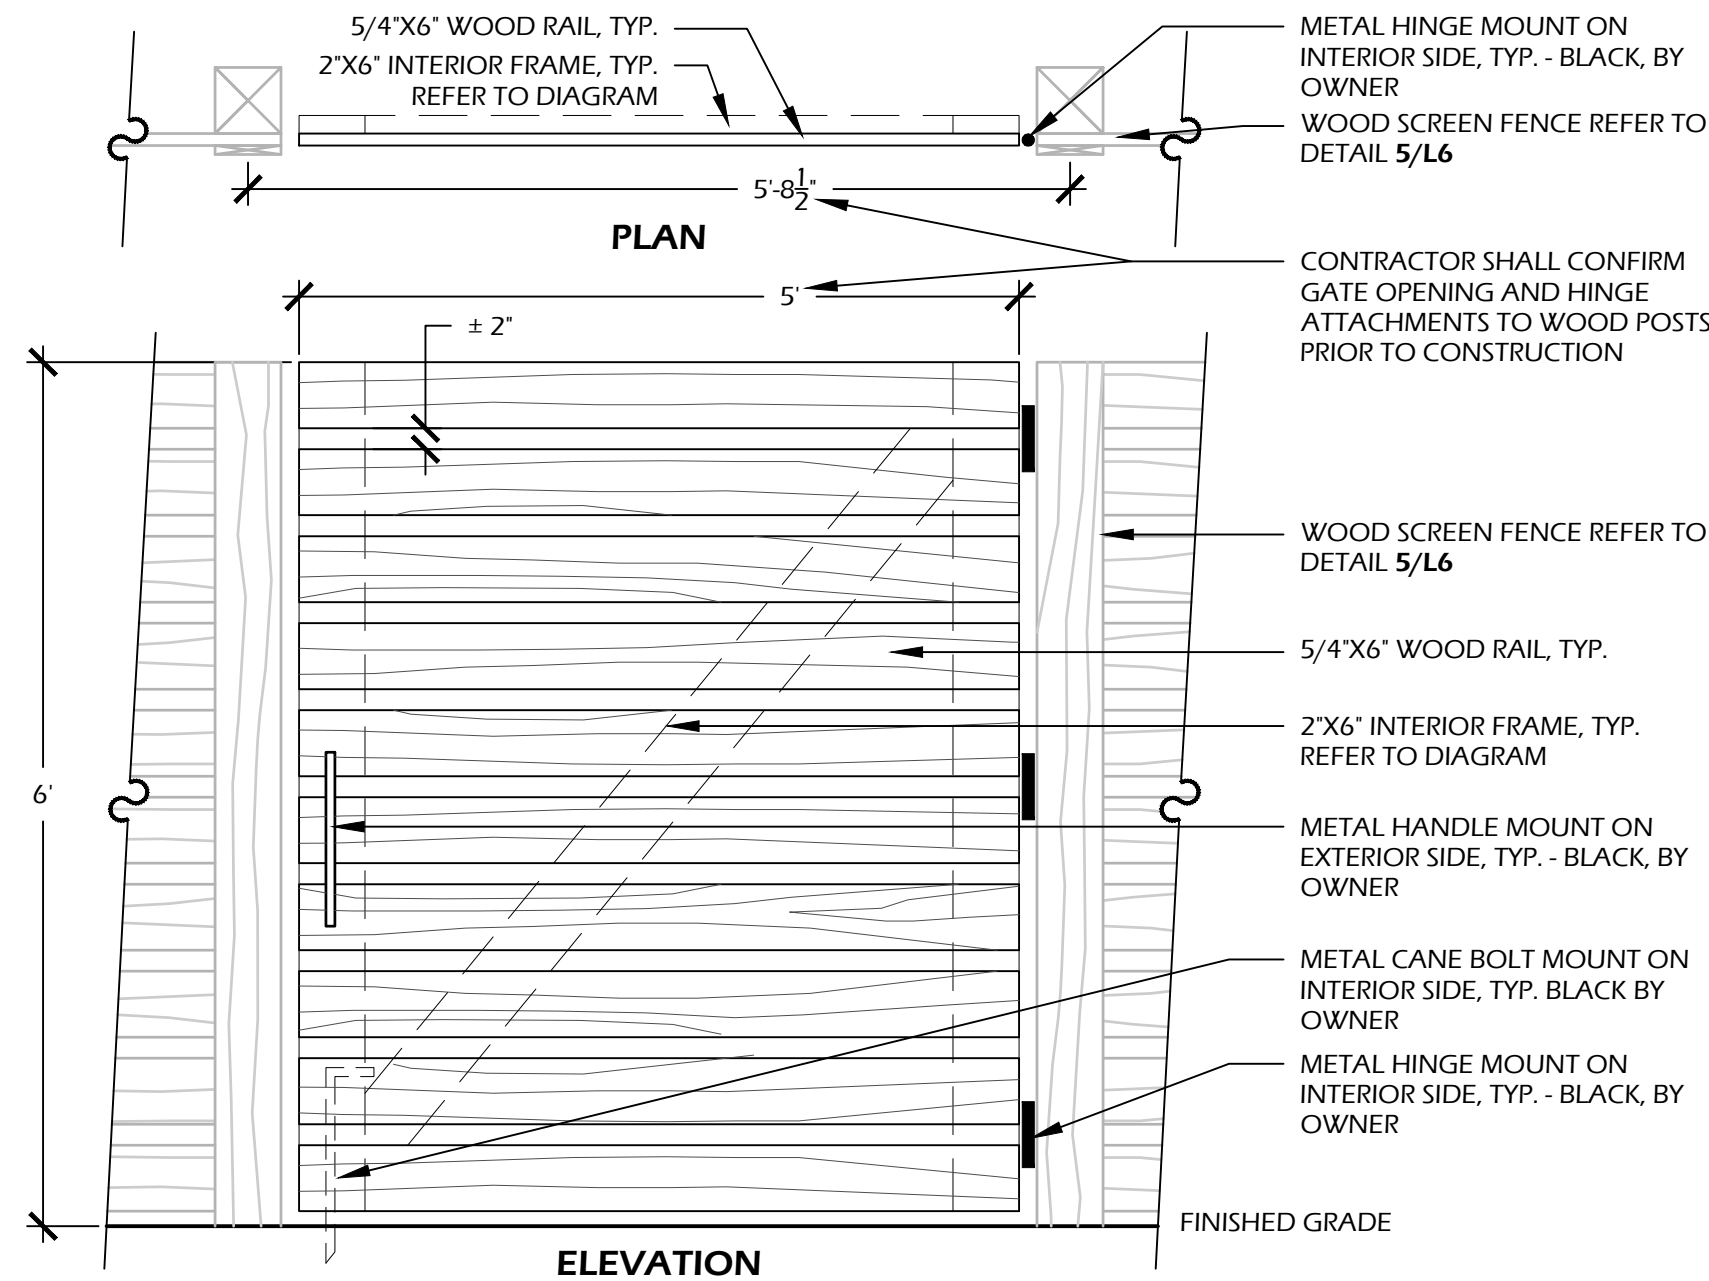 5/4"X6" WOOD RAIL, TYP.
2"X6" INTERIOR FRAME, TYP.
REFER TO DIAGRAM
METAL HINGE MOUNT ON
INTERIOR SIDE, TYP. - BLACK, BY
OWNER
WOOD SCREEN FENCE REFER TO
DETAIL 5/L6
5'-8 1/2"
PLAN
CONTRACTOR SHALL CONFIRM
GATE OPENING AND HINGE
ATTACHMENTS TO WOOD POSTS
PRIOR TO CONSTRUCTION
5'
± 2"
WOOD SCREEN FENCE REFER TO
DETAIL 5/L6
5/4"X6" WOOD RAIL, TYP.
2"X6" INTERIOR FRAME, TYP.
REFER TO DIAGRAM
6'
METAL HANDLE MOUNT ON
EXTERIOR SIDE, TYP. - BLACK, BY
OWNER
METAL CANE BOLT MOUNT ON
INTERIOR SIDE, TYP. BLACK BY
OWNER
METAL HINGE MOUNT ON
INTERIOR SIDE, TYP. - BLACK, BY
OWNER
FINISHED GRADE
ELEVATION